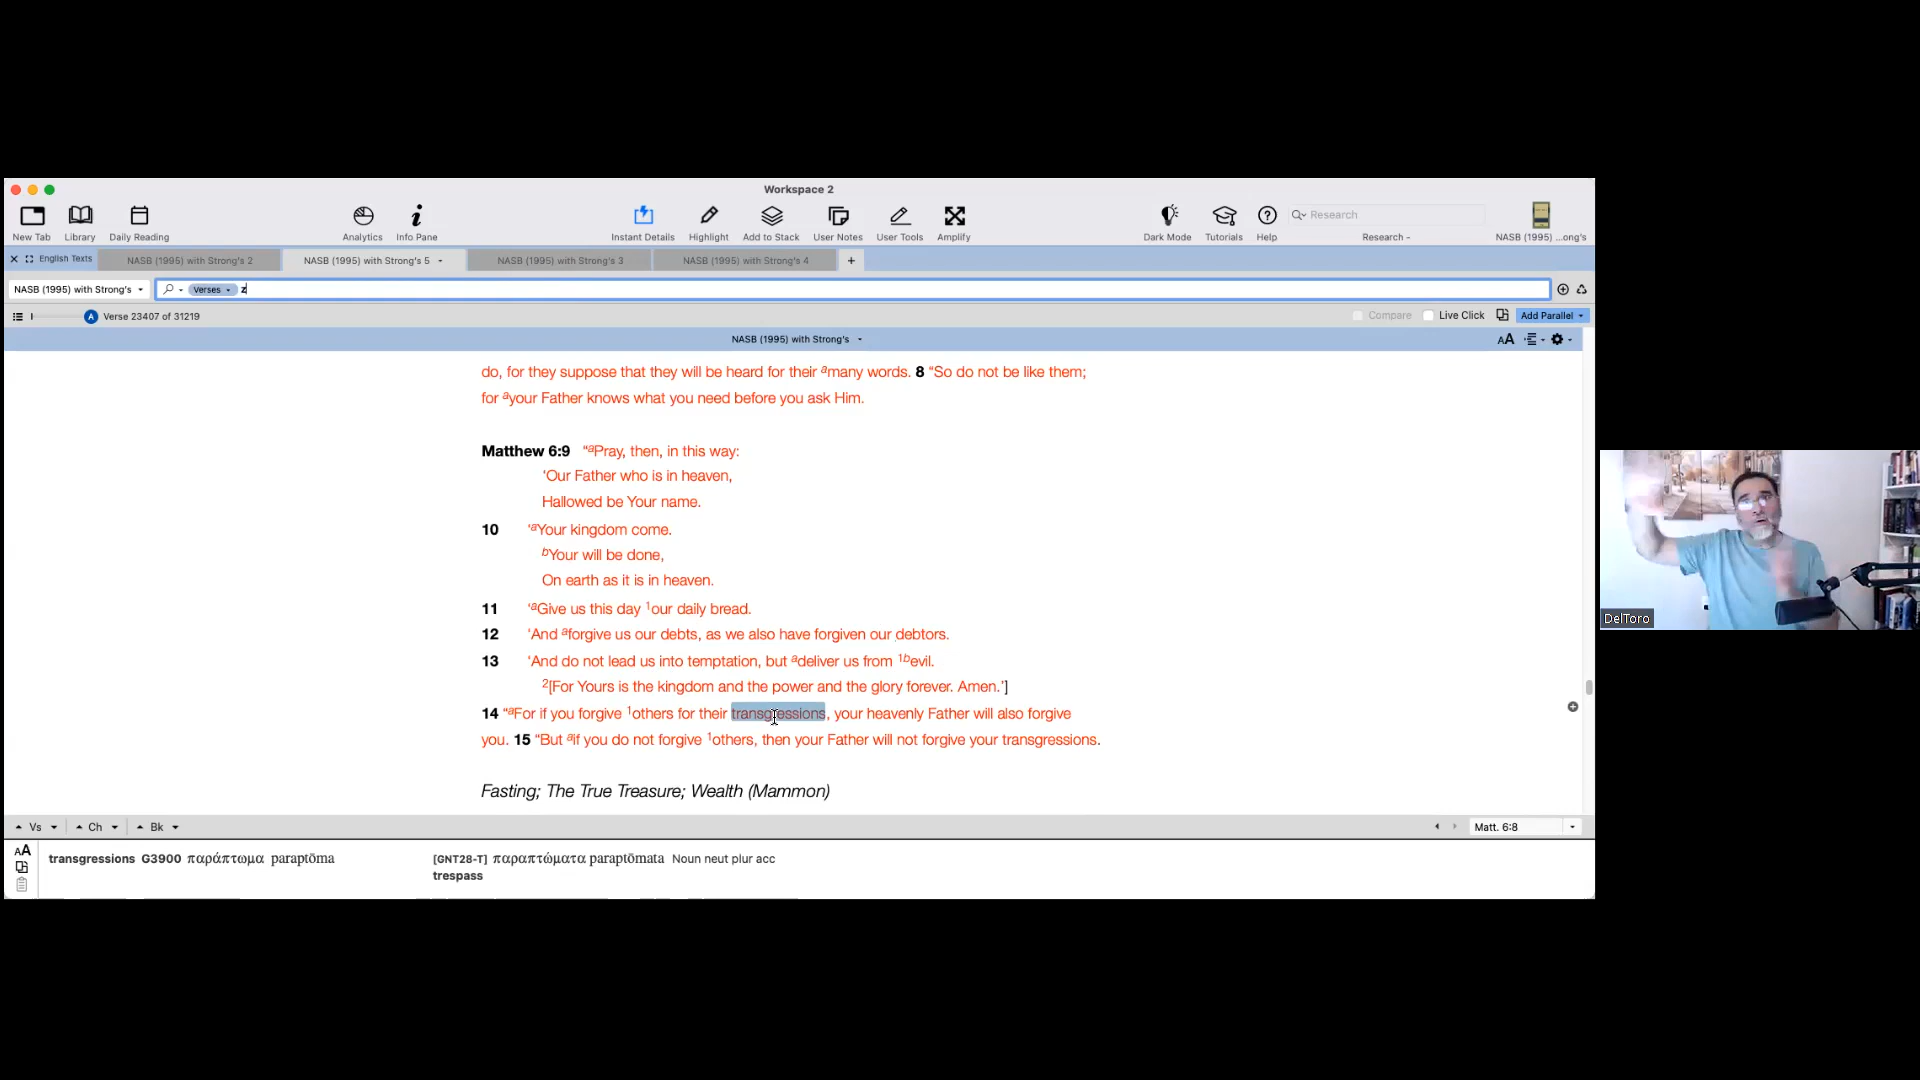 Workspace 2
New Tab Library Daily Reading Analytics Info Pane Instant Details Highlight Add to Stack User Notes User Tools Amplify Dark Mode Tutorials Help Research Research NASB (1995) ...ong's
English Texts NASB (1995) with Strong's 2 NASB (1995) with Strong's 5 NASB (1995) with Strong's 3 NASB (1995) with Strong's 4 +
NASB (1995) with Strong's Verses z
A Verse 23407 of 31219 Compare Live Click Add Parallel
NASB (1995) with Strong's AA
do, for they suppose that they will be heard for their ᵃmany words. 8 “So do not be like them;
for ᵃyour Father knows what you need before you ask Him.
Matthew 6:9 “ᵃPray, then, in this way:
‘Our Father who is in heaven,
Hallowed be Your name.
10 ‘ᵃYour kingdom come.
ᵇYour will be done,
On earth as it is in heaven.
11 ‘ᵃGive us this day ¹our daily bread.
12 ‘And ᵃforgive us our debts, as we also have forgiven our debtors.
13 ‘And do not lead us into temptation, but ᵃdeliver us from ¹ᵇevil.
²[For Yours is the kingdom and the power and the glory forever. Amen.’]
14 “ᵃFor if you forgive ¹others for their transgressions, your heavenly Father will also forgive
you. 15 “But ᵃif you do not forgive ¹others, then your Father will not forgive your transgressions.
Fasting; The True Treasure; Wealth (Mammon)
Vs Ch Bk Matt. 6:8
AA transgressions G3900 παράπτωμα paraptōma [GNT28-T] παραπτώματα paraptōmata Noun neut plur acc
trespass
DelToro